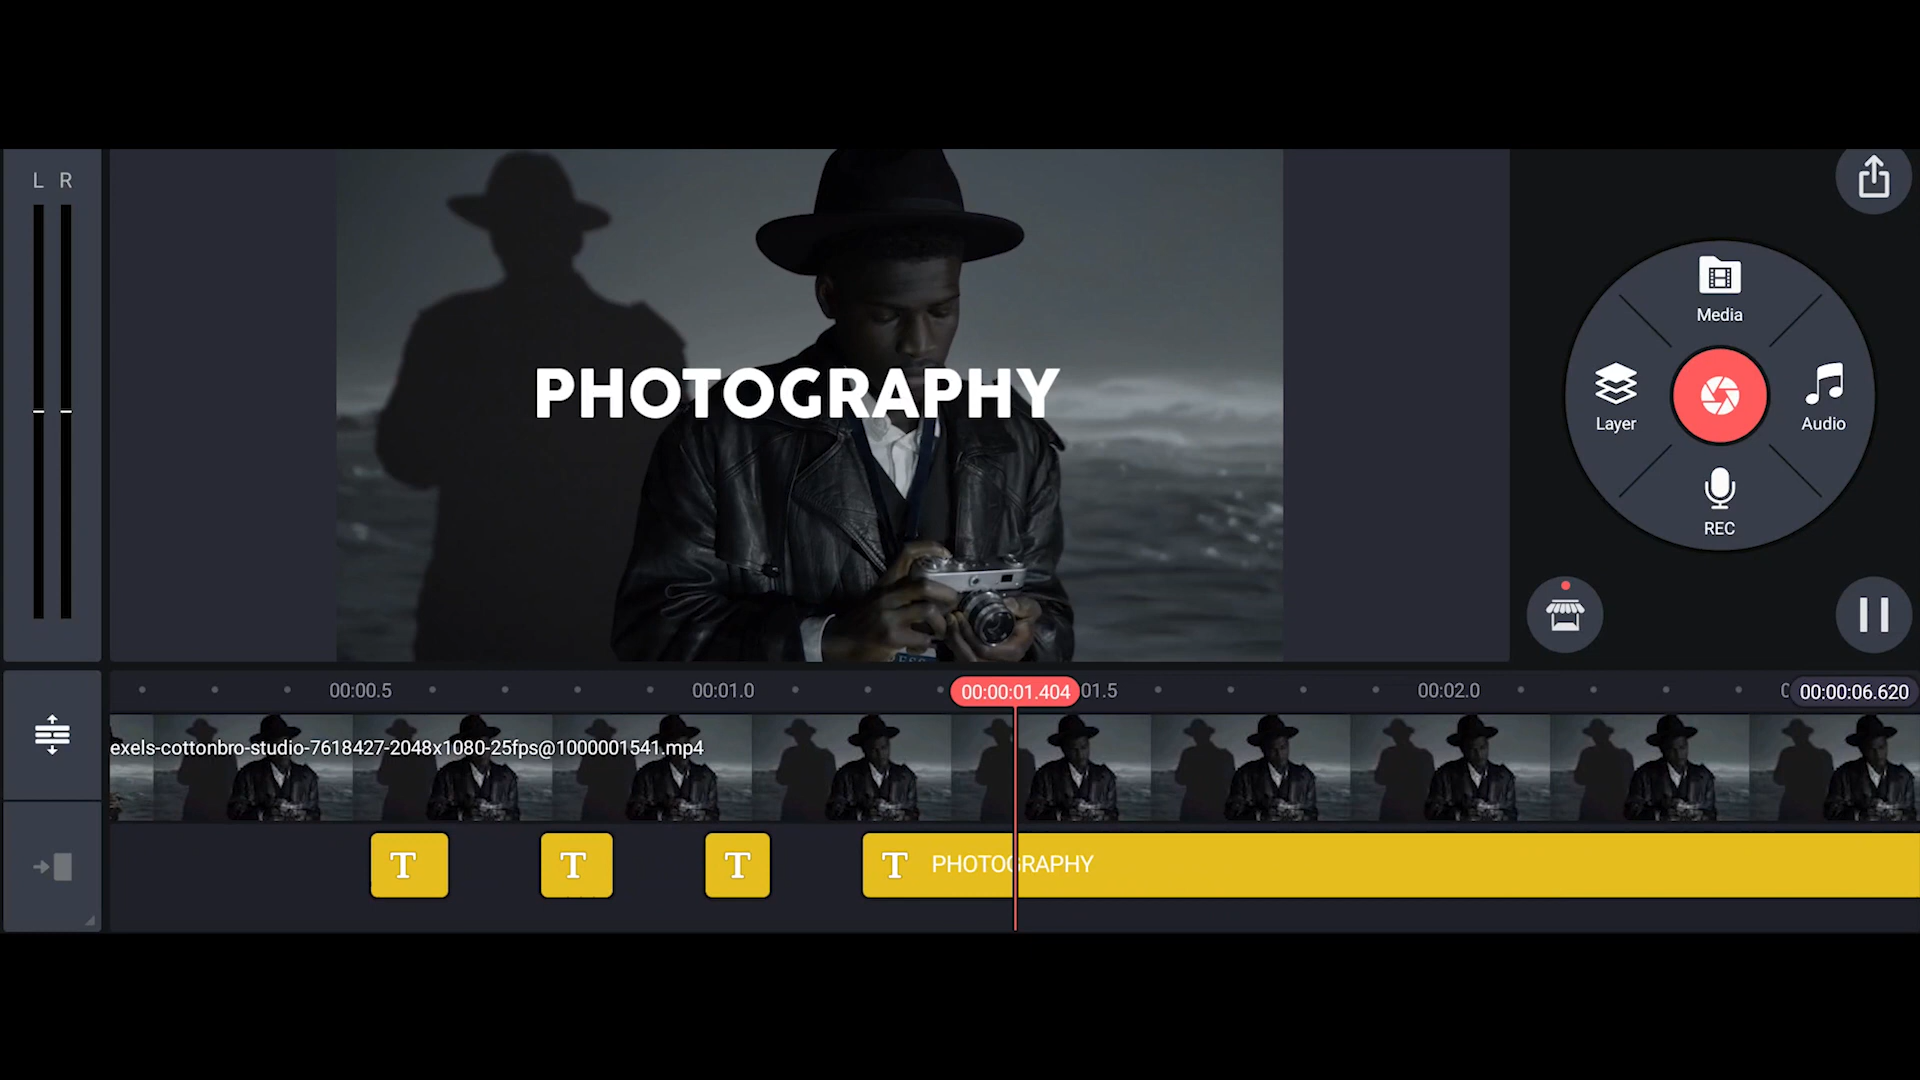 L R
PHOTOGRAPHY
Media
Layer
Audio
REC
00:00.5
00:01.0
00:00:01.404
01.5
00:02.0
00:00:06.620
exels-cottonbro-studio-7618427-2048x1080-25fps@1000001541.mp4
T
T
T
T PHOTOGRAPHY